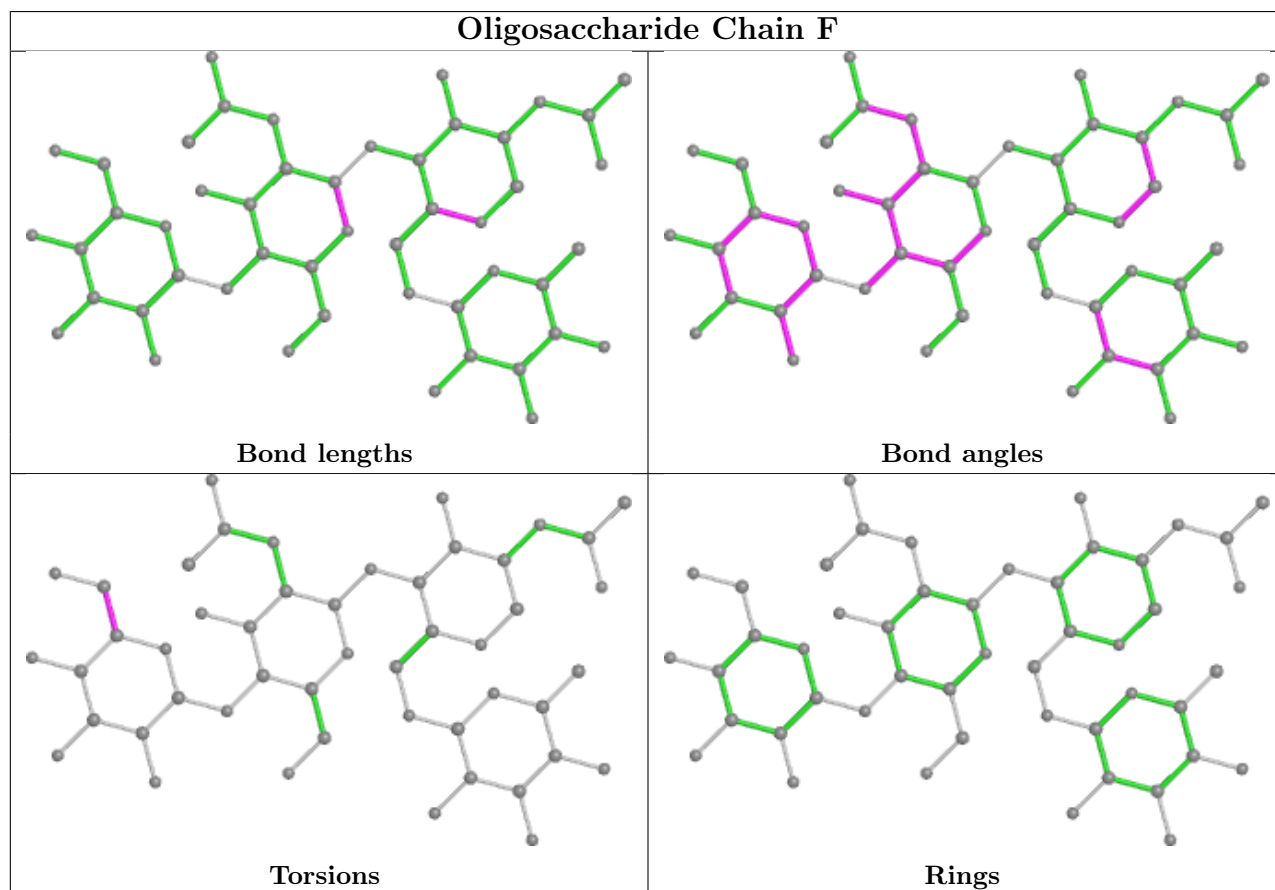 Oligosaccharide Chain F
Bond lengths
Bond angles
Torsions
Rings